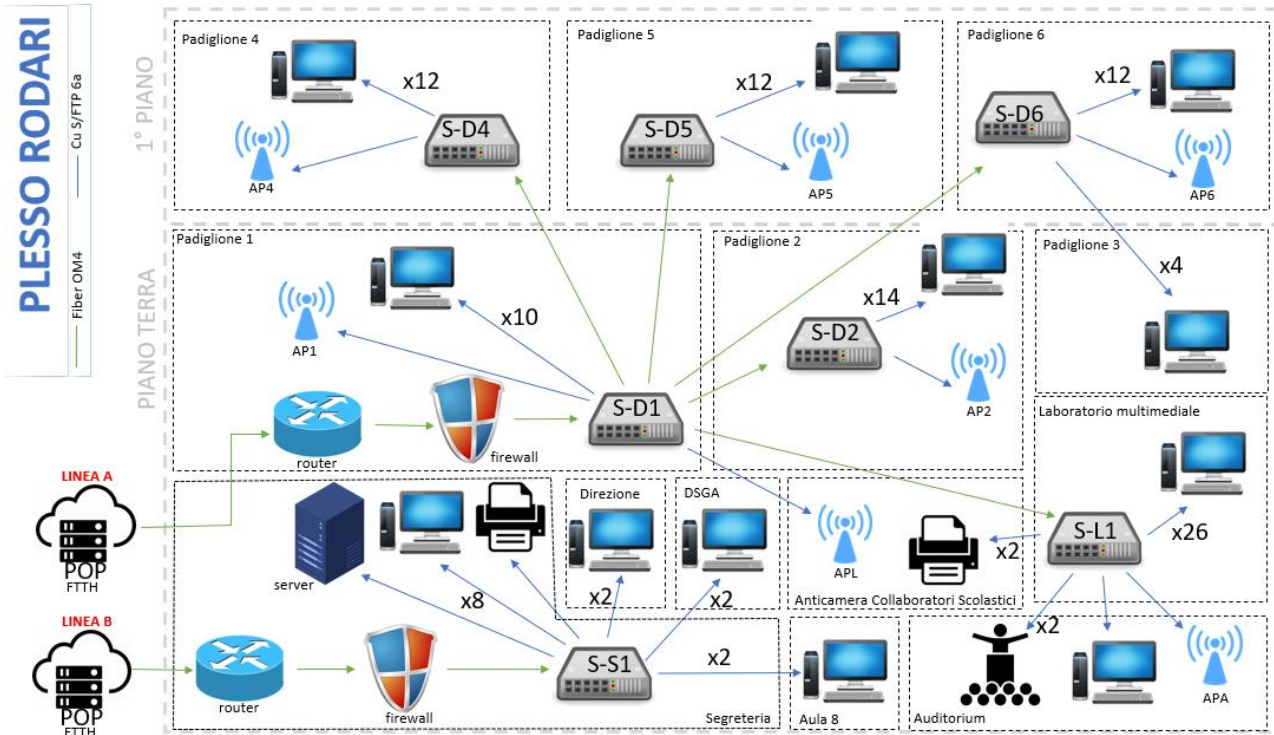 PLESSO RODARI
Fiber OM4
Cu S/FTP 6a
1° PIANO
Padiglione 4
x12
S-D4
AP4
Padiglione 5
x12
S-D5
AP5
Padiglione 6
x12
S-D6
AP6
PIANO TERRA
Padiglione 1
x10
AP1
S-D1
router
firewall
Padiglione 2
x14
S-D2
AP2
Padiglione 3
x4
Laboratorio multimediale
S-L1
x26
LINEA A
POP
FTTH
server
x8
Direzione
x2
DSGA
x2
APL
x2
Anticamera Collaboratori Scolastici
LINEA B
POP
FTTH
router
firewall
S-S1
x2
Segreteria
Aula 8
x2
Auditorium
APA